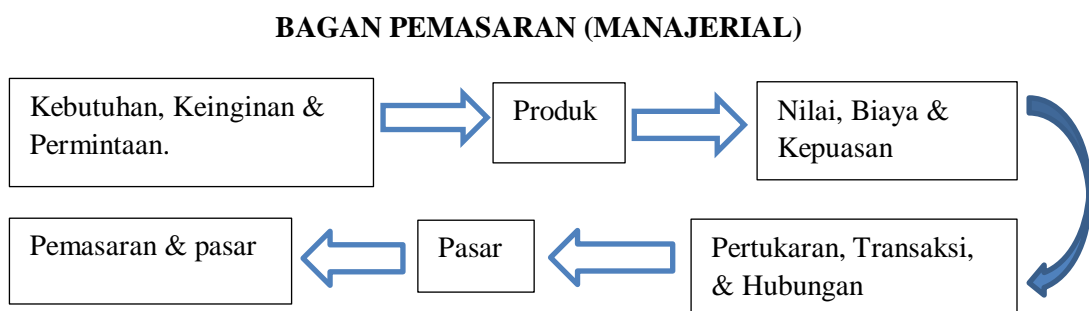 BAGAN PEMASARAN (MANAJERIAL)
Kebutuhan, Keinginan &
Permintaan.
Produk
Nilai, Biaya &
Kepuasan
Pertukaran, Transaksi,
& Hubungan
Pasar
Pemasaran & pasar